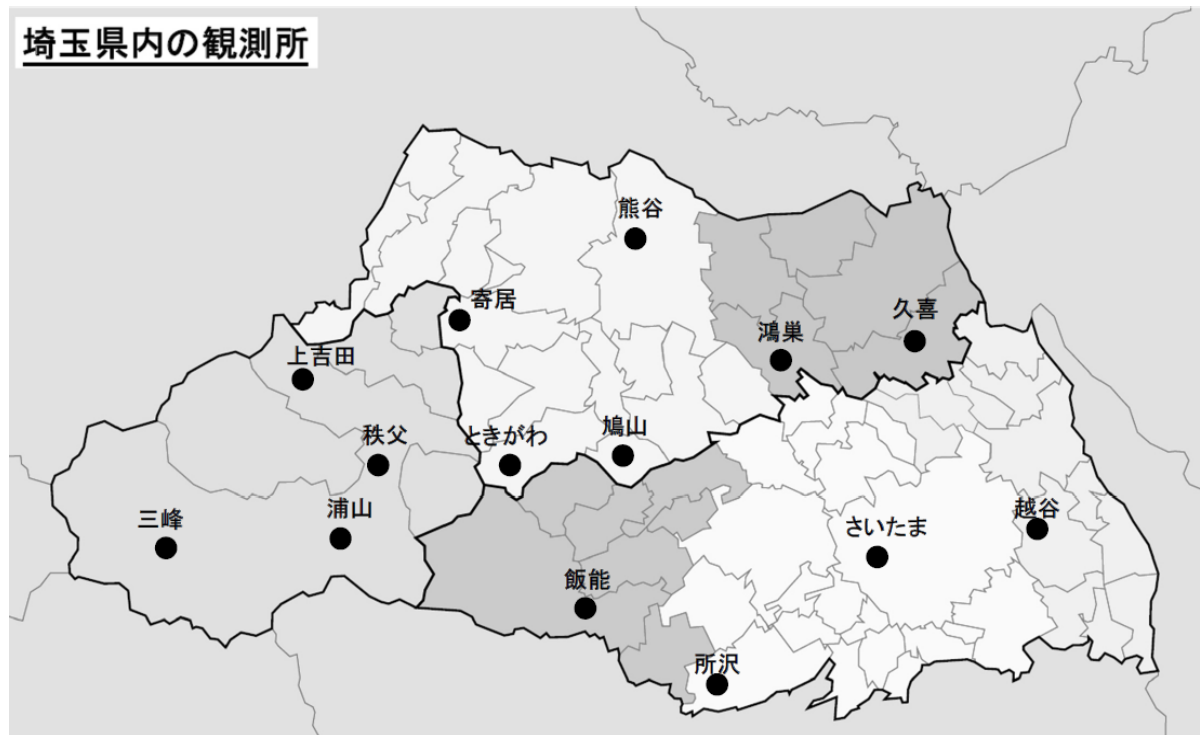 埼玉県内の観測所
熊谷
寄居
久喜
鴻巣
上吉田
秩父
ときがわ
鳩山
三峰
浦山
さいたま
越谷
飯能
所沢